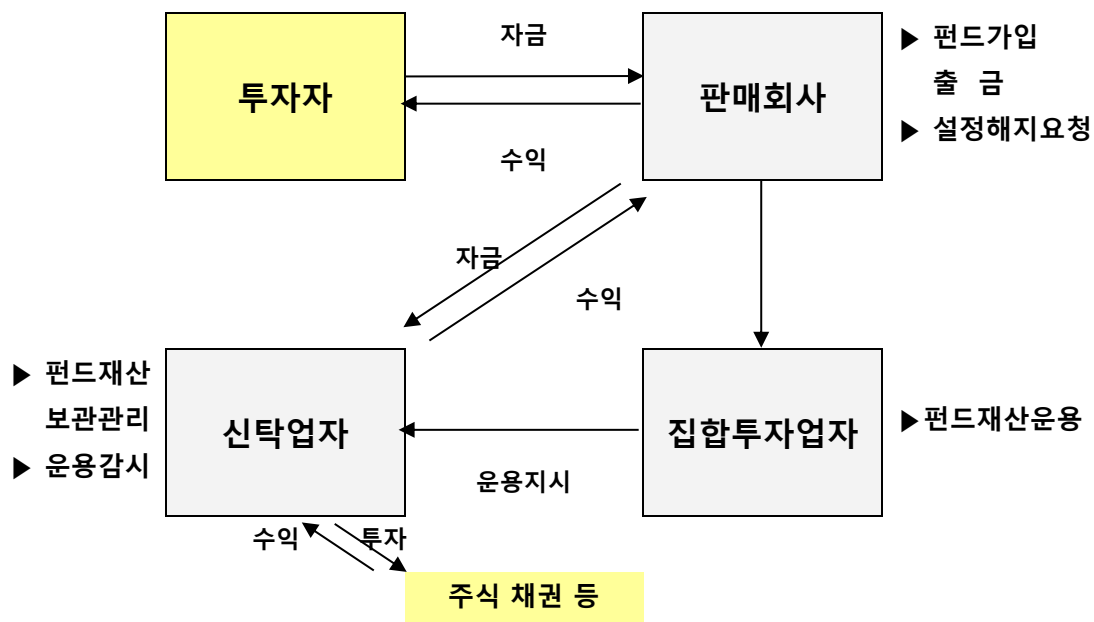 자금
투자자
판매회사
▶ 펀드가입
출 금
▶ 설정해지요청
수익
자금
수익
▶ 펀드재산
보관관리
▶ 운용감시
신탁업자
운용지시
집합투자업자
▶펀드재산운용
수익
투자
주식 채권 등